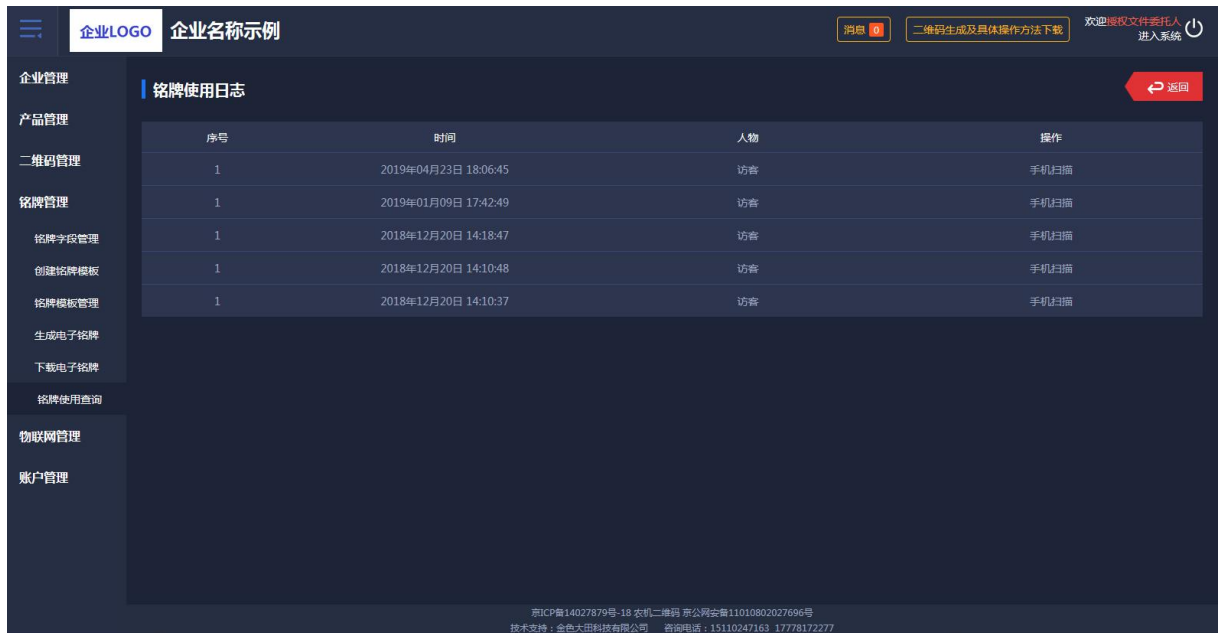 企业LOGO 企业名称示例 消息 0 二维码生成及具体操作方法下载 欢迎授权文件委托人
进入系统
企业管理
产品管理
二维码管理
铭牌管理
铭牌字段管理
创建铭牌模板
铭牌模板管理
生成电子铭牌
下载电子铭牌
铭牌使用查询
物联网管理
账户管理
铭牌使用日志 返回
序号 时间 人物 操作
1 2019年04月23日 18:06:45 访客 手机扫描
1 2019年01月09日 17:42:49 访客 手机扫描
1 2018年12月20日 14:18:47 访客 手机扫描
1 2018年12月20日 14:10:48 访客 手机扫描
1 2018年12月20日 14:10:37 访客 手机扫描
京ICP备14027879号-18 农机二维码 京公网安备11010802027696号
技术支持：金色大田科技有限公司 咨询电话：15110247163 17778172277